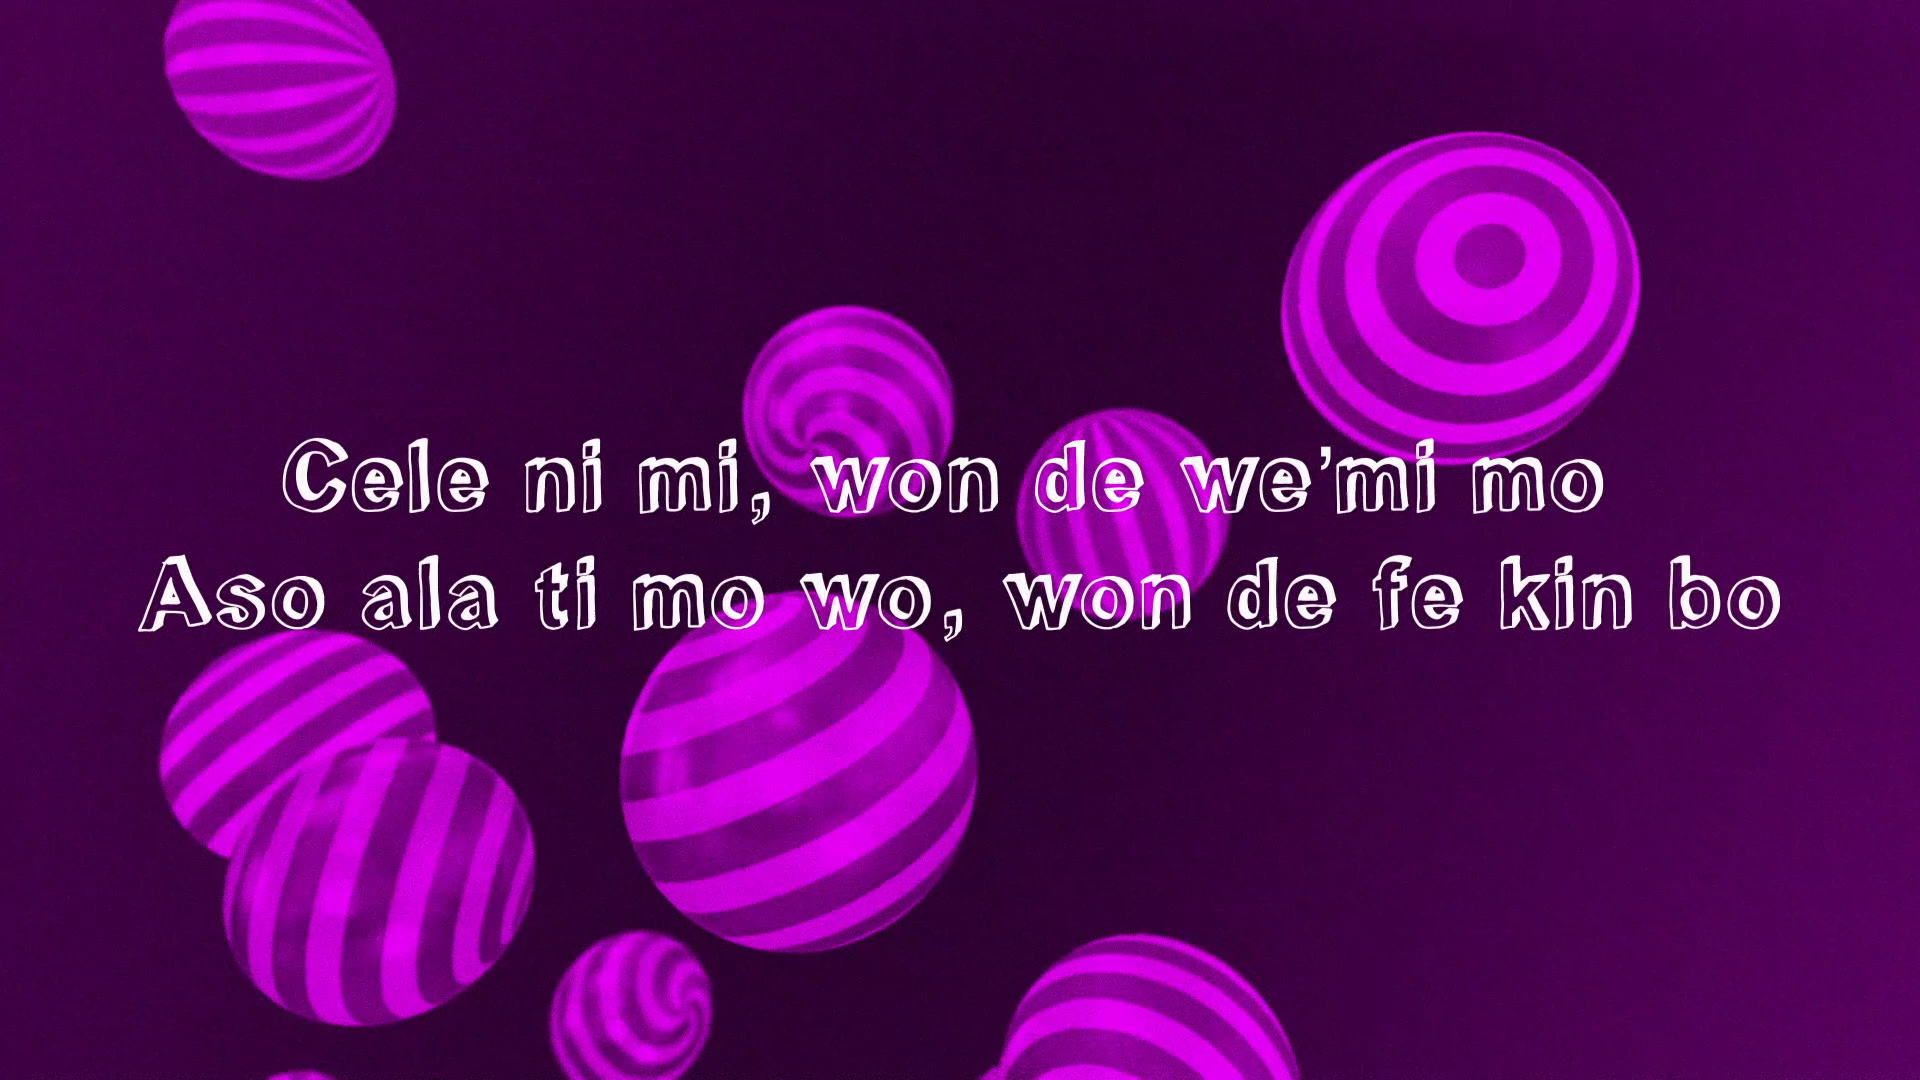 Cele ni mi, won de we'mi mo
Aso ala ti mo wo, won de fe kin bo